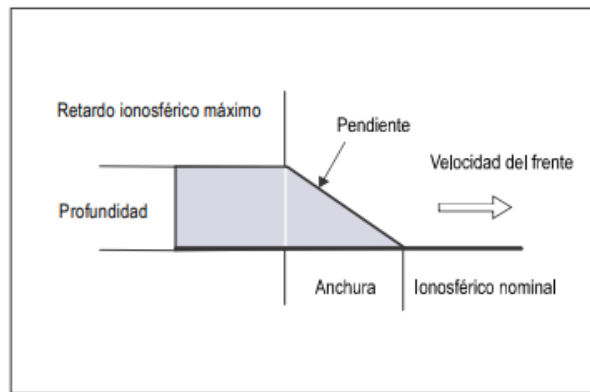 Retardo ionosférico máximo
Pendiente
Velocidad del frente
Profundidad
Anchura
Ionosférico nominal